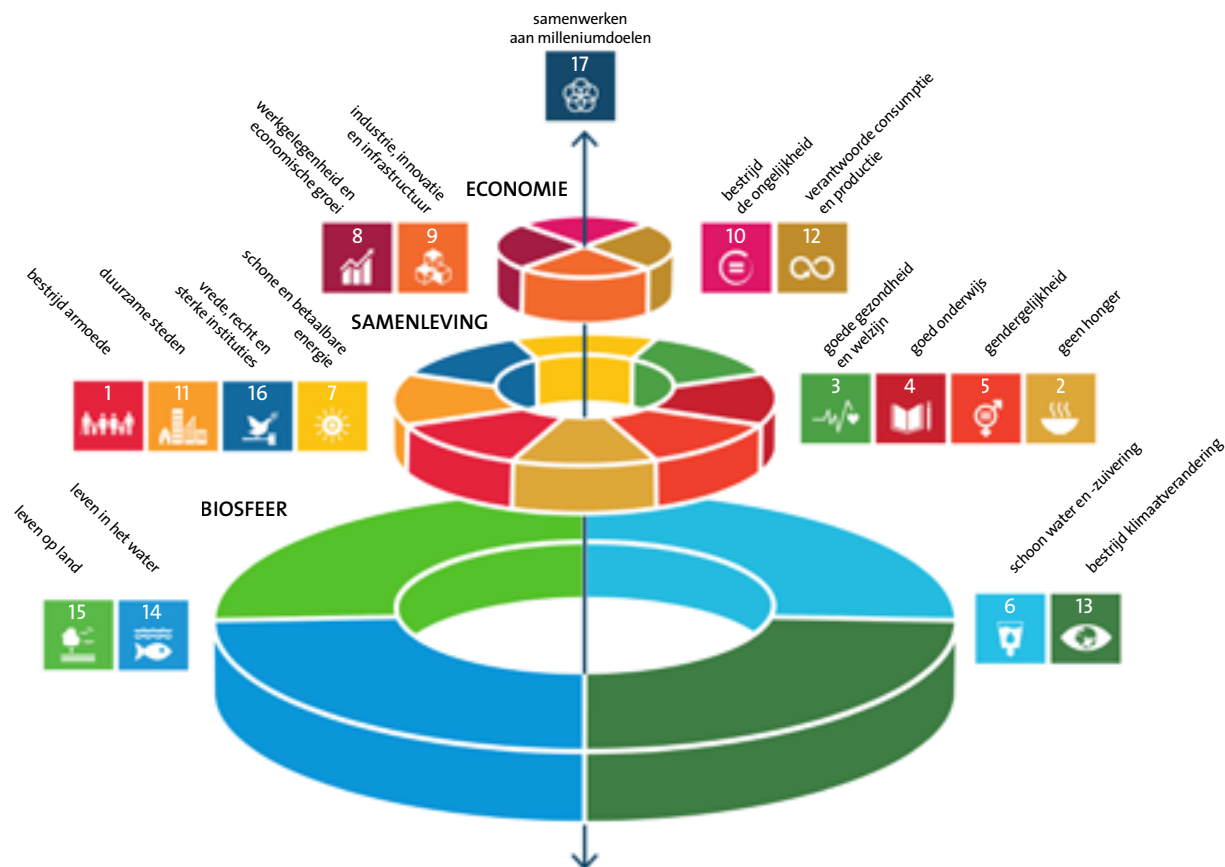 samenwerken
aan milleniumdoelen
17
werkgelegenheid en
economische groei
industrie, innovatie
en infrastructuur
ECONOMIE
bestrijd
de ongelijkheid
verantwoorde consumptie
en productie
8
9
10
12
bestrijd armoede
duurzame steden
vrede, recht en
sterke instituties
schone en betaalbare
energie
SAMENLEVING
goede gezondheid
en welzijn
goed onderwijs
gendergelijkheid
geen honger
1
11
16
7
3
4
5
2
BIOSFEER
leven op land
leven in het water
schoon water en -zuivering
bestrijd klimaatverandering
15
14
6
13